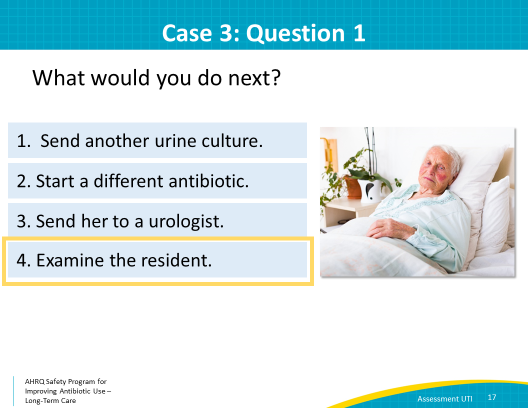 Case 3: Question 1
What would you do next?
1.  Send another urine culture.
2. Start a different antibiotic.
3. Send her to a urologist.
4. Examine the resident.
AHRQ Safety Program for
Improving Antibiotic Use –
Long-Term Care
Assessment UTI
17